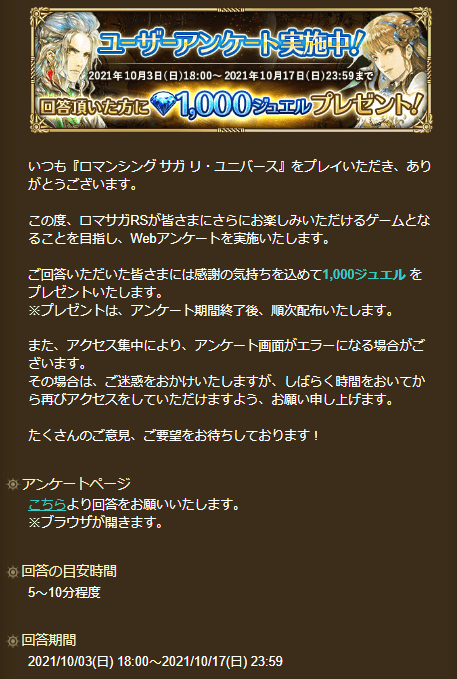 ユーザーアンケート実施中!
2021年10月3日(日)18:00～2021年10月17日(日)23:59まで
回答頂いた方に1,000ジュエルプレゼント!
いつも『ロマンシング サガ リ・ユニバース』をプレイいただき、あり
がとうございます。
この度、ロマサガRSが皆さまにさらにお楽しみいただけるゲームとな
ることを目指し、Webアンケートを実施いたします。
ご回答いただいた皆さまには感謝の気持ちを込めて1,000ジュエル を
プレゼントいたします。
※プレゼントは、アンケート期間終了後、順次配布いたします。
また、アクセス集中により、アンケート画面がエラーになる場合がご
ざいます。
その場合は、ご迷惑をおかけいたしますが、しばらく時間をおいてか
ら再びアクセスをしていただけますよう、お願い申し上げます。
たくさんのご意見、ご要望をお待ちしております！
アンケートページ
こちらより回答をお願いいたします。
※ブラウザが開きます。
回答の目安時間
5～10分程度
回答期間
2021/10/03(日) 18:00～2021/10/17(日) 23:59